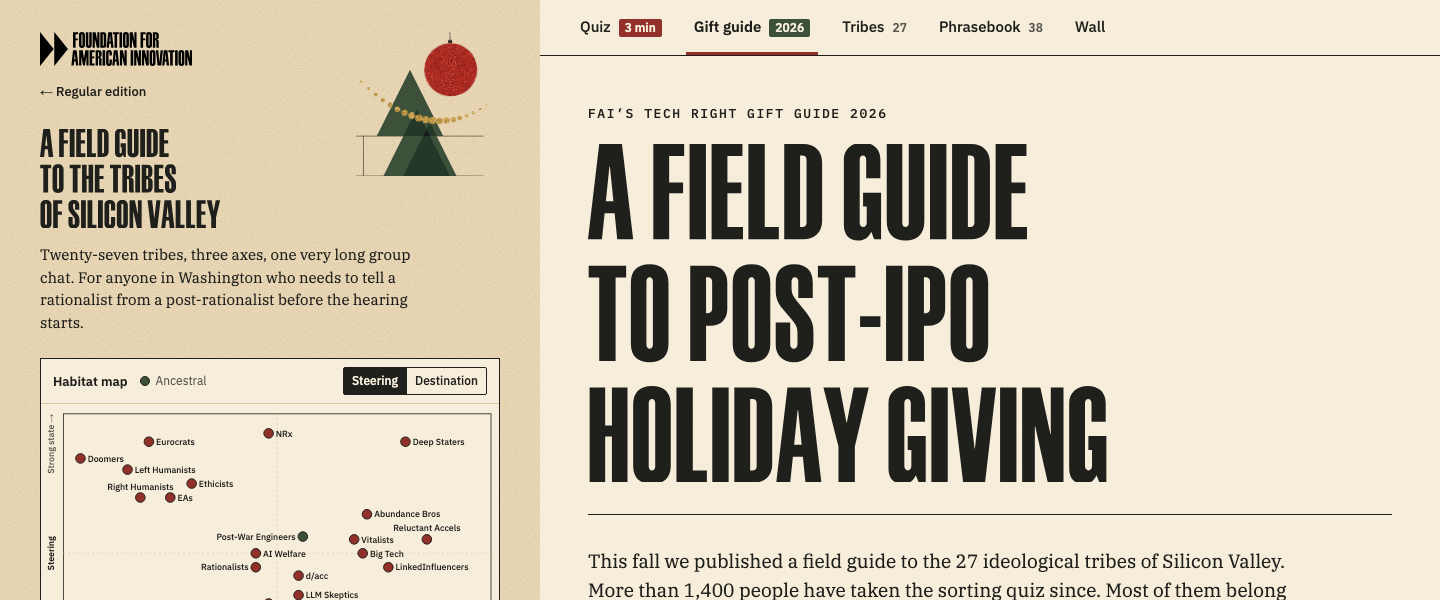 FOUNDATION FOR
AMERICAN INNOVATION
← Regular edition
A FIELD GUIDE
TO THE TRIBES
OF SILICON VALLEY
Twenty-seven tribes, three axes, one very long group
chat. For anyone in Washington who needs to tell a
rationalist from a post-rationalist before the hearing
starts.
Habitat map
Ancestral
Steering
Destination
Strong state →
Steering
NRx
Eurocrats
Deep Staters
Doomers
Left Humanists
Ethicists
Right Humanists
EAs
Abundance Bros
Reluctant Accels
Post-War Engineers
Vitalists
AI Welfare
Big Tech
Rationalists
LinkedInfluencers
d/acc
LLM Skeptics
Quiz 3 min
Gift guide 2026
Tribes 27
Phrasebook 38
Wall
FAI’S TECH RIGHT GIFT GUIDE 2026
A FIELD GUIDE
TO POST-IPO
HOLIDAY GIVING
This fall we published a field guide to the 27 ideological tribes of Silicon Valley.
More than 1,400 people have taken the sorting quiz since. Most of them belong